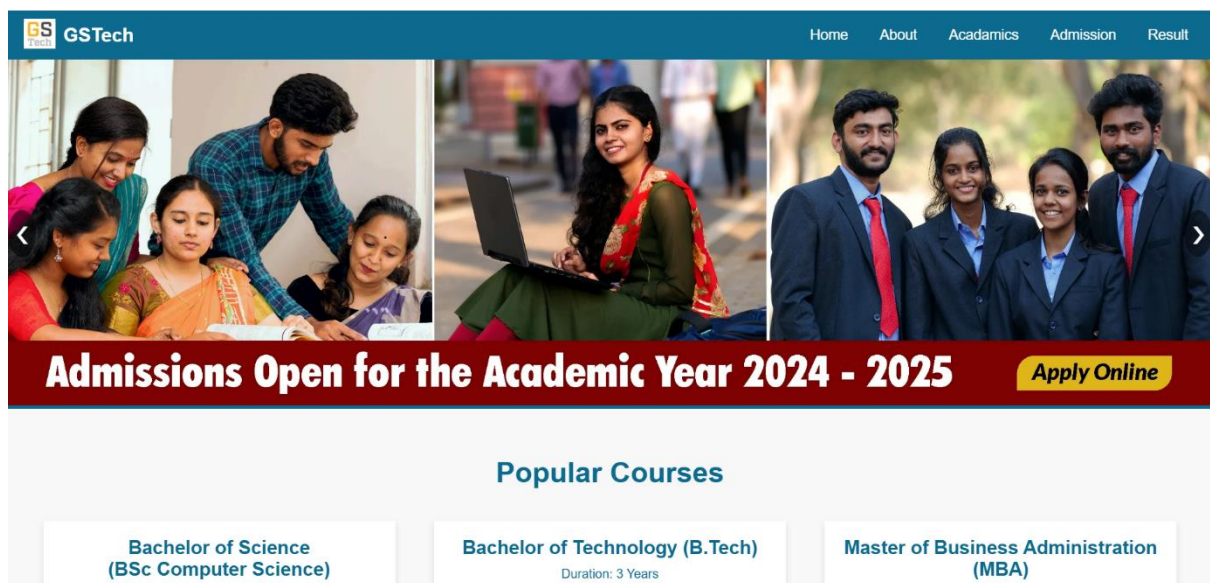 GS
Tech
GSTech
Home About Acadamics Admission Result
❮ ❯
Admissions Open for the Academic Year 2024 - 2025
Apply Online
Popular Courses
Bachelor of Science
(BSc Computer Science)
Bachelor of Technology (B.Tech)
Duration: 3 Years
Master of Business Administration
(MBA)